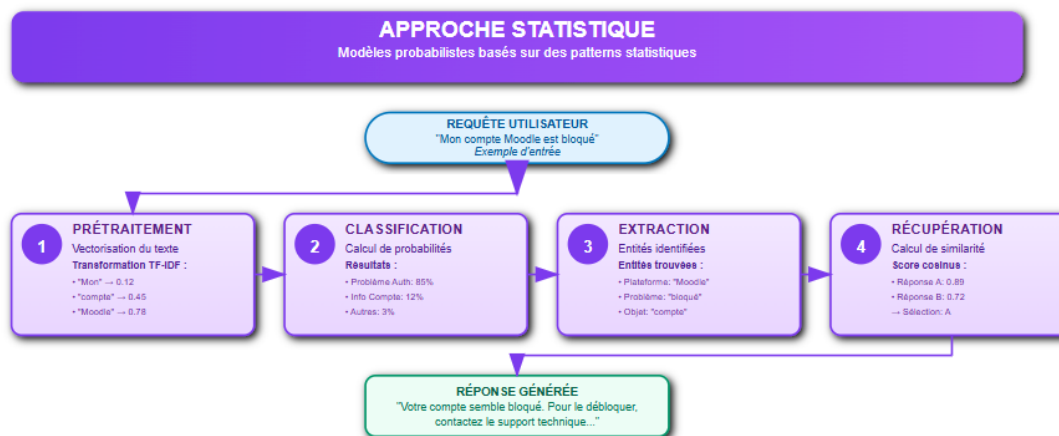 APPROCHE STATISTIQUE
Modèles probabilistes basés sur des patterns statistiques
REQUÊTE UTILISATEUR
"Mon compte Moodle est bloqué"
Exemple d'entrée
1
PRÉTRAITEMENT
Vectorisation du texte
Transformation TF-IDF :
• "Mon" → 0.12
• "compte" → 0.45
• "Moodle" → 0.78
2
CLASSIFICATION
Calcul de probabilités
Résultats :
• Problème Auth: 85%
• Info Compte: 12%
• Autres: 3%
3
EXTRACTION
Entités identifiées
Entités trouvées :
• Plateforme: "Moodle"
• Problème: "bloqué"
• Objet: "compte"
4
RÉCUPÉRATION
Calcul de similarité
Score cosinus :
• Réponse A: 0.89
• Réponse B: 0.72
→ Sélection: A
RÉPONSE GÉNÉRÉE
"Votre compte semble bloqué. Pour le débloquer,
contactez le support technique..."